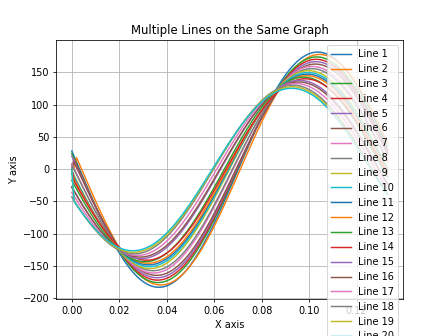 Multiple Lines on the Same Graph
Y axis
150
100
50
0
−50
−100
−150
−200
0.00
0.02
0.04
0.06
0.08
0.10
X axis
Line 1
Line 2
Line 3
Line 4
Line 5
Line 6
Line 7
Line 8
Line 9
Line 10
Line 11
Line 12
Line 13
Line 14
Line 15
Line 16
Line 17
Line 18
Line 19
Line 20